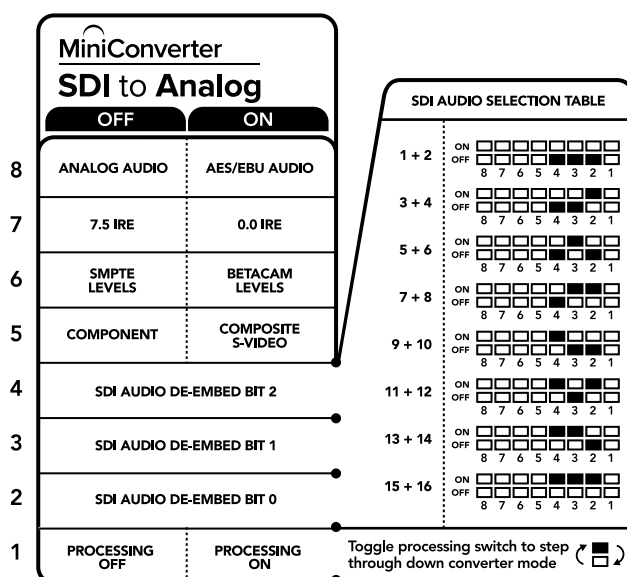 MiniConverter
SDI to Analog
OFF ON
8 ANALOG AUDIO AES/EBU AUDIO
7 7.5 IRE 0.0 IRE
6 SMPTE LEVELS BETACAM LEVELS
5 COMPONENT COMPOSITE S-VIDEO
4 SDI AUDIO DE-EMBED BIT 2
3 SDI AUDIO DE-EMBED BIT 1
2 SDI AUDIO DE-EMBED BIT 0
1 PROCESSING OFF PROCESSING ON
SDI AUDIO SELECTION TABLE
1 + 2 ON
OFF
8 7 6 5 4 3 2 1
3 + 4 ON
OFF
8 7 6 5 4 3 2 1
5 + 6 ON
OFF
8 7 6 5 4 3 2 1
7 + 8 ON
OFF
8 7 6 5 4 3 2 1
9 + 10 ON
OFF
8 7 6 5 4 3 2 1
11 + 12 ON
OFF
8 7 6 5 4 3 2 1
13 + 14 ON
OFF
8 7 6 5 4 3 2 1
15 + 16 ON
OFF
8 7 6 5 4 3 2 1
Toggle processing switch to step
through down converter mode